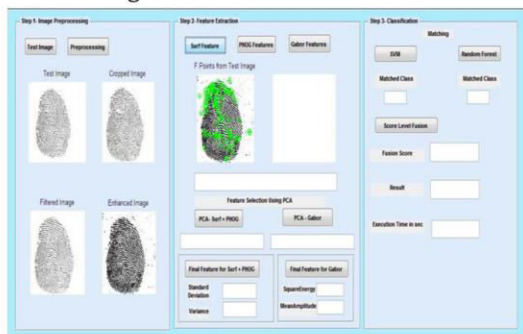 Step 1- Image Preprocessing
Test Image
Preprocessing
Test Image
Cropped Image
Filtered Image
Enhanced Image
Step 2- Feature Extraction
Surf Feature
PHOG Features
Gabor Features
F Points from Test Image
Feature Selection Using PCA
PCA- Surf + PHOG
PCA -Gabor
Final Feature for Surf + PHOG
Standard
Deviation
Variance
Final Feature for Gabor
SquareEnergy
MeanAmplitude
Step 3- Classification
Matching
SVM
Random Forest
Matched Class
Matched Class
Score Level Fusion
Fusion Score
Result
Execution Time in sec